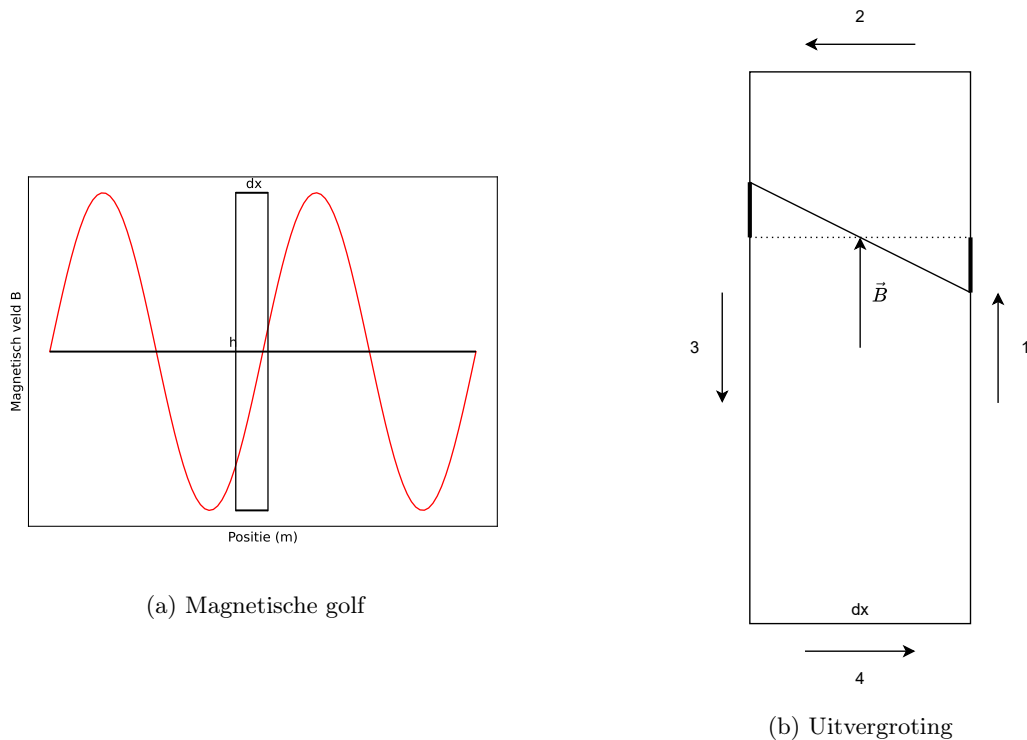 dx
h
Magnetisch veld B
Positie (m)
(a) Magnetische golf
2
3
B⃗
1
dx
4
(b) Uitvergroting